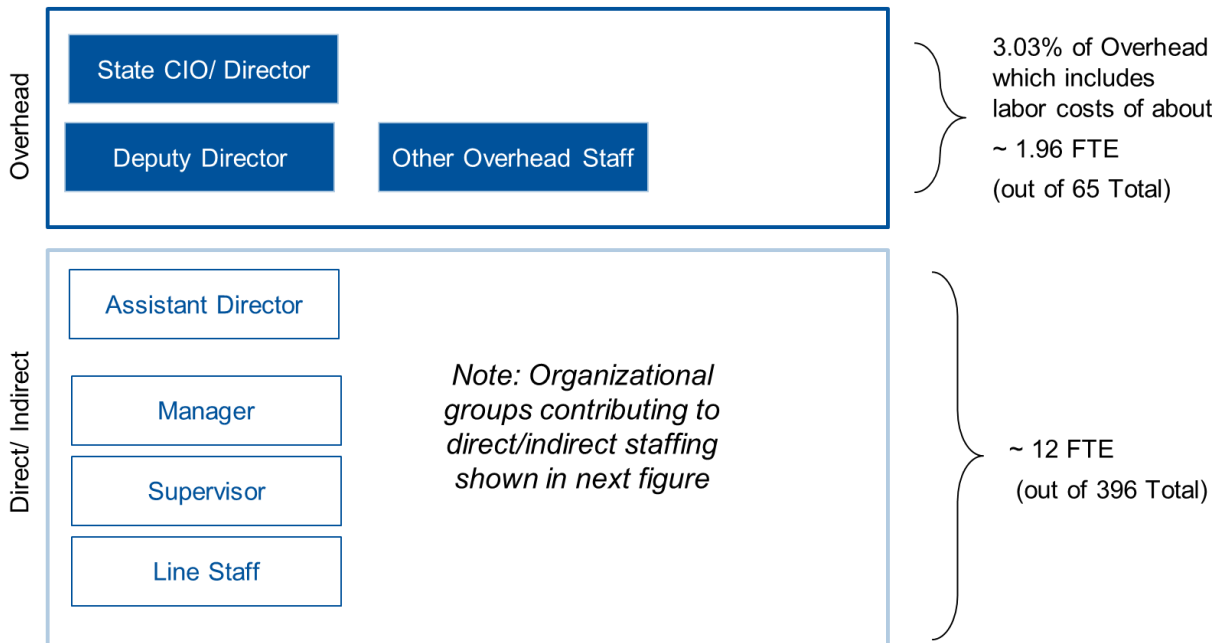 Overhead
State CIO/ Director
Deputy Director
Other Overhead Staff
3.03% of Overhead
which includes
labor costs of about
~ 1.96 FTE
(out of 65 Total)
Direct/ Indirect
Assistant Director
Manager
Supervisor
Line Staff
Note: Organizational
groups contributing to
direct/indirect staffing
shown in next figure
~ 12 FTE
(out of 396 Total)